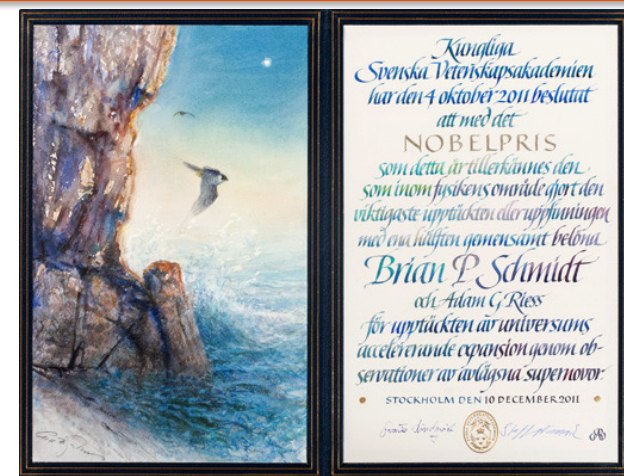 Kungliga
Svenska Vetenskapsakademien
har den 4 oktober 2011 beslutat
att med det
NOBELPRIS
som detta år tillerkännes den
som inom fysikens område gjort den
viktigaste upptäckten eller uppfinningen
med ena hälften gemensamt belöna
Brian P Schmidt
och Adam G Riess
för upptäckten av universums
accelererande expansion genom ob-
servationer av avlägsna supernovor
STOCKHOLM DEN 10 DECEMBER 2011